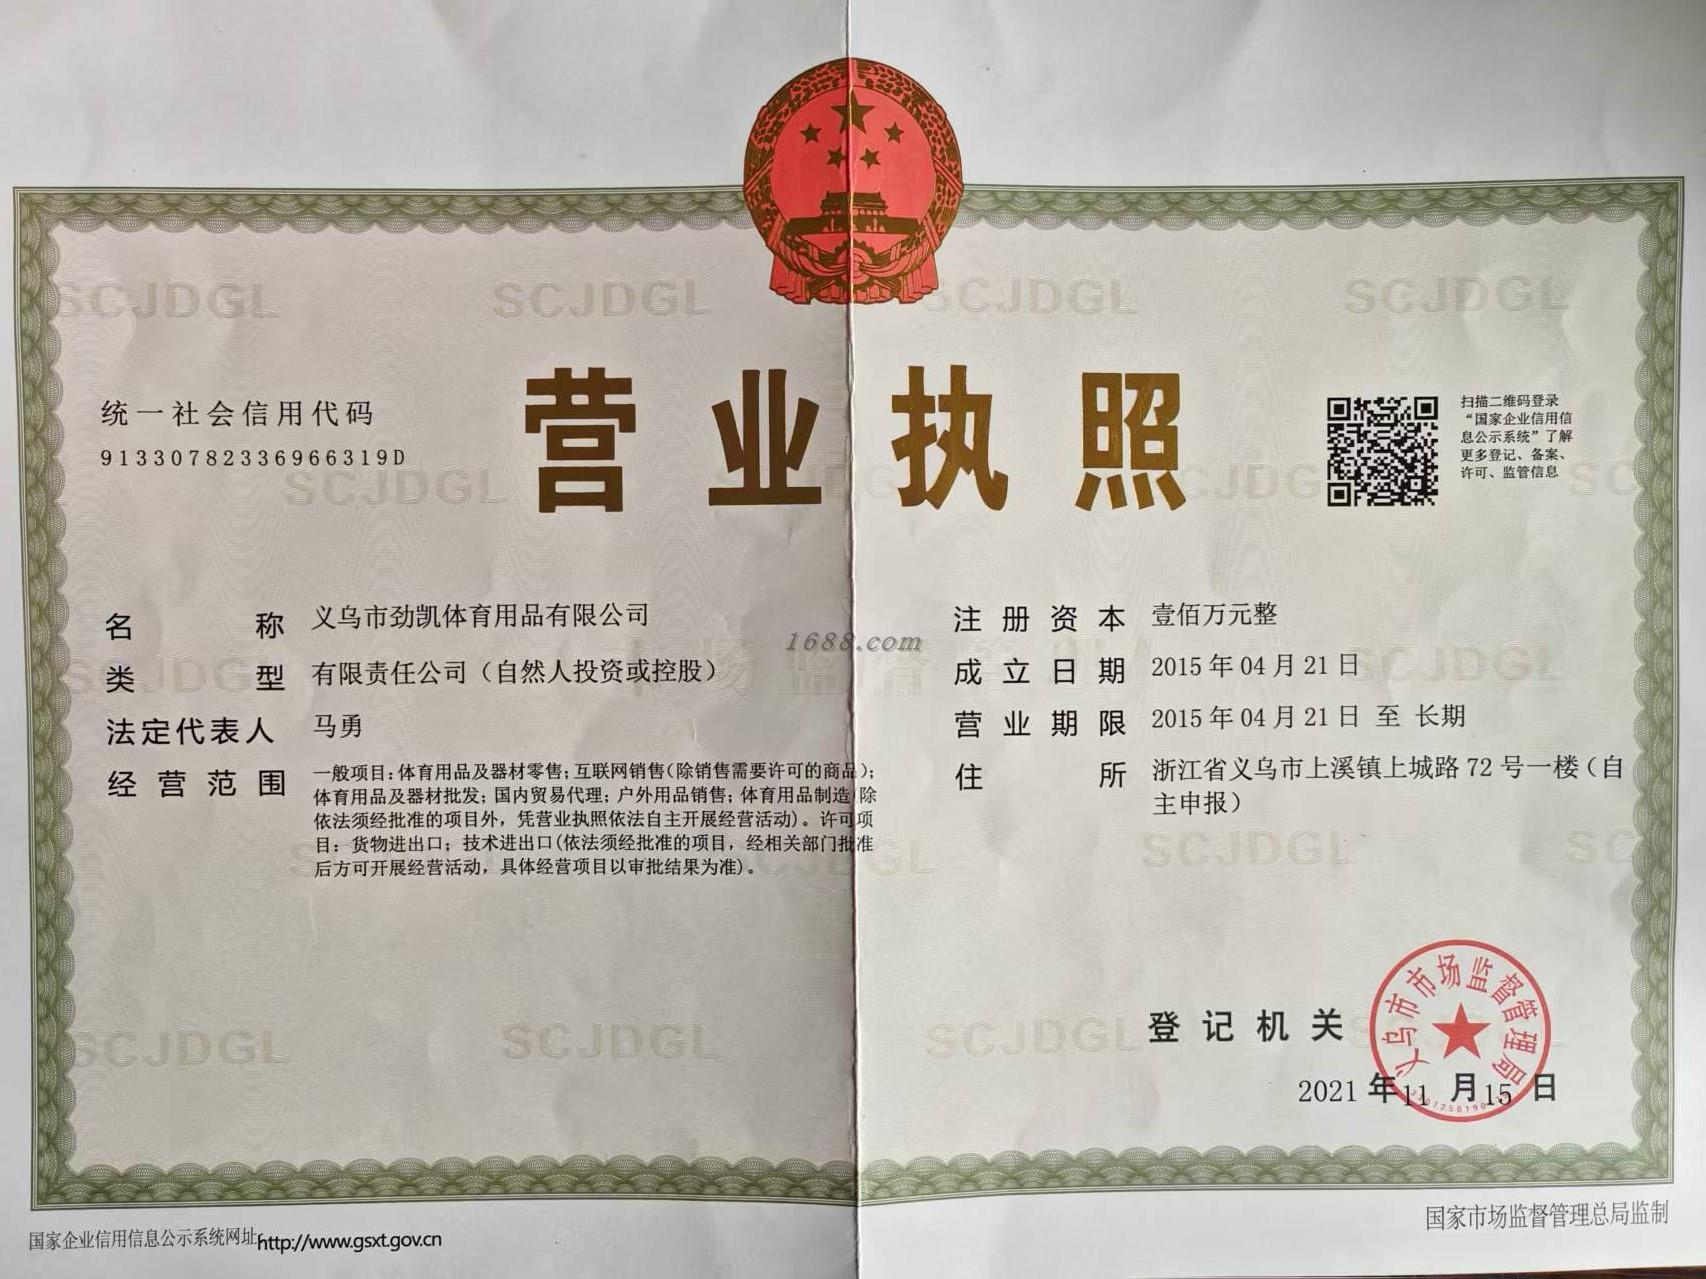 营业执照
统一社会信用代码
91330782336966319D
扫描二维码登录
“国家企业信用信
息公示系统”了解
更多登记、备案、
许可、监管信息
名称 义乌市劲凯体育用品有限公司
类型 有限责任公司（自然人投资或控股）
法定代表人 马勇
经营范围 一般项目：体育用品及器材零售；互联网销售（除销售需要许可的商品）；
体育用品及器材批发；国内贸易代理；户外用品销售；体育用品制造（除
依法须经批准的项目外，凭营业执照依法自主开展经营活动）。许可项
目：货物进出口；技术进出口（依法须经批准的项目，经相关部门批准
后方可开展经营活动，具体经营项目以审批结果为准）。
注册资本 壹佰万元整
成立日期 2015年04月21日
营业期限 2015年04月21日 至 长期
住所 浙江省义乌市上溪镇上城路72号一楼（自
主申报）
1688.com
登记机关
义乌市市场监督管理局
2021年11月15日
国家企业信用信息公示系统网址http://www.gsxt.gov.cn
国家市场监督管理总局监制
SCJDGL
SCJDGL
SCJDGL
SCJDGL
SCJDGL